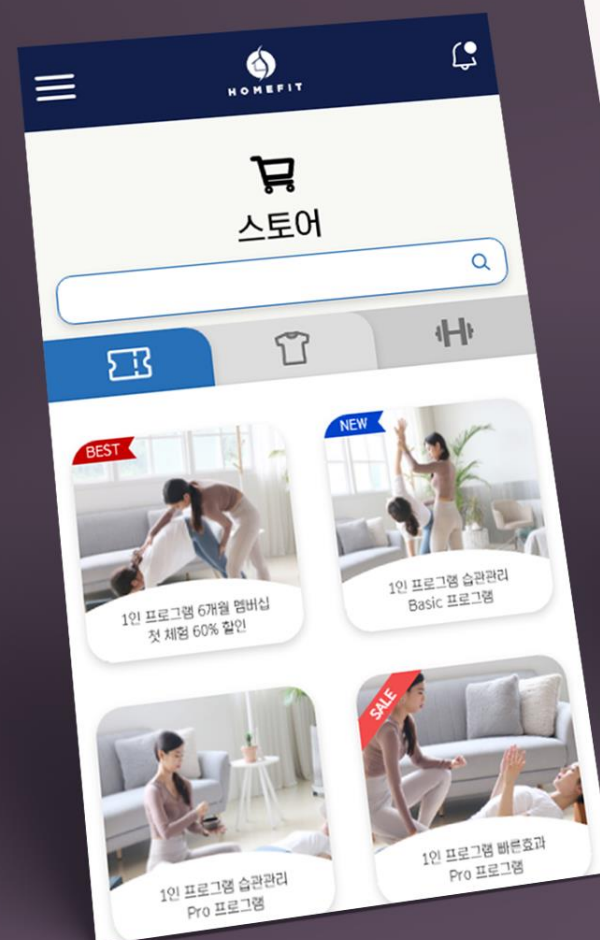 HOMEFIT
스토어
BEST
1인 프로그램 6개월 멤버십
첫 체험 60% 할인
NEW
1인 프로그램 습관관리
Basic 프로그램
1인 프로그램 습관관리
Pro 프로그램
SALE
1인 프로그램 빠른효과
Pro 프로그램